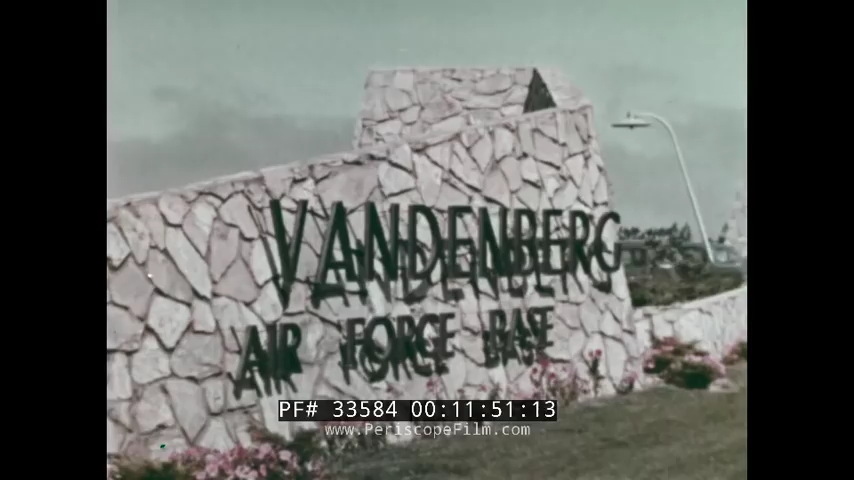 VANDENBERG
AIR FORCE BASE
PF# 33584 00:11:51:13
www.PeriscopeFilm.com